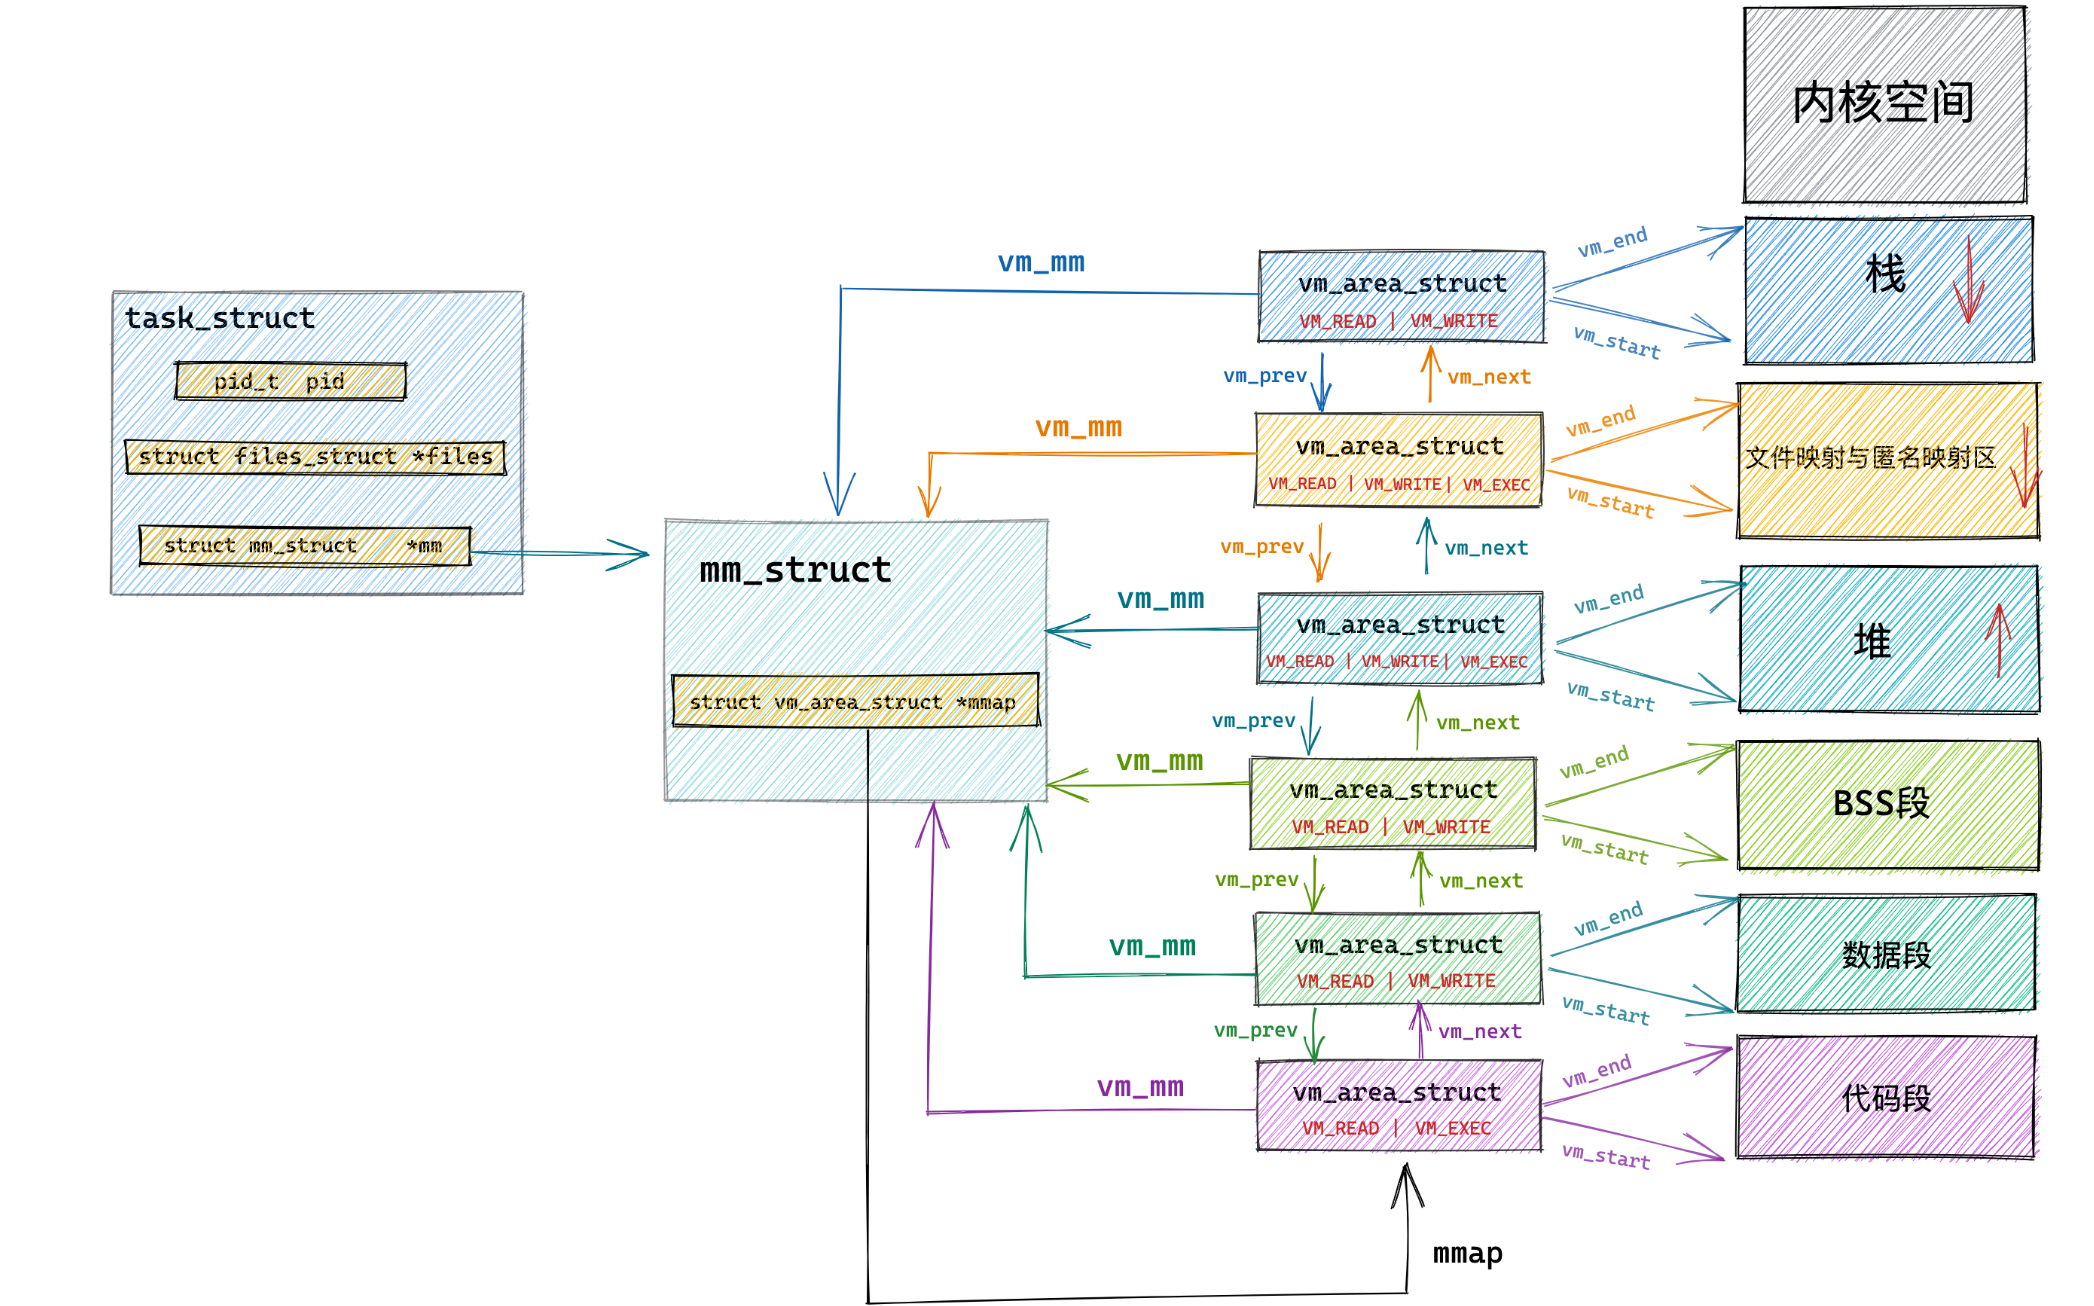 task_struct
pid_t pid
struct files_struct *files
struct mm_struct *mm
mm_struct
struct vm_area_struct *mmap
内核空间
vm_mm
vm_area_struct
VM_READ | VM_WRITE
vm_end
vm_start
栈
vm_prev
vm_next
vm_mm
vm_area_struct
VM_READ | VM_WRITE| VM_EXEC
vm_end
vm_start
文件映射与匿名映射区
vm_prev
vm_next
vm_mm
vm_area_struct
VM_READ | VM_WRITE| VM_EXEC
vm_end
vm_start
堆
vm_prev
vm_next
vm_mm
vm_area_struct
VM_READ | VM_WRITE
vm_end
vm_start
BSS段
vm_prev
vm_next
vm_mm
vm_area_struct
VM_READ | VM_WRITE
vm_end
vm_start
数据段
vm_prev
vm_next
vm_mm
vm_area_struct
VM_READ | VM_EXEC
vm_end
vm_start
代码段
mmap